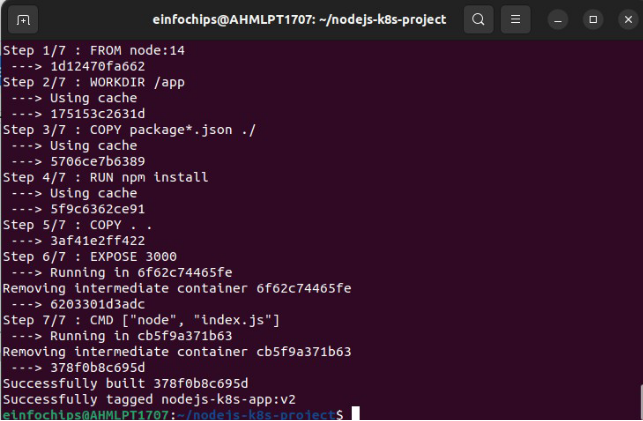 einfochips@AHMLPT1707: ~/nodejs-k8s-project
Step 1/7 : FROM node:14
 ---> 1d12470fa662
Step 2/7 : WORKDIR /app
 ---> Using cache
 ---> 175153c2631d
Step 3/7 : COPY package*.json ./
 ---> Using cache
 ---> 5706ce7b6389
Step 4/7 : RUN npm install
 ---> Using cache
 ---> 5f9c6362ce91
Step 5/7 : COPY . .
 ---> 3af41e2ff422
Step 6/7 : EXPOSE 3000
 ---> Running in 6f62c74465fe
Removing intermediate container 6f62c74465fe
 ---> 6203301d3adc
Step 7/7 : CMD ["node", "index.js"]
 ---> Running in cb5f9a371b63
Removing intermediate container cb5f9a371b63
 ---> 378f0b8c695d
Successfully built 378f0b8c695d
Successfully tagged nodejs-k8s-app:v2
einfochips@AHMLPT1707:~/nodejs-k8s-project$